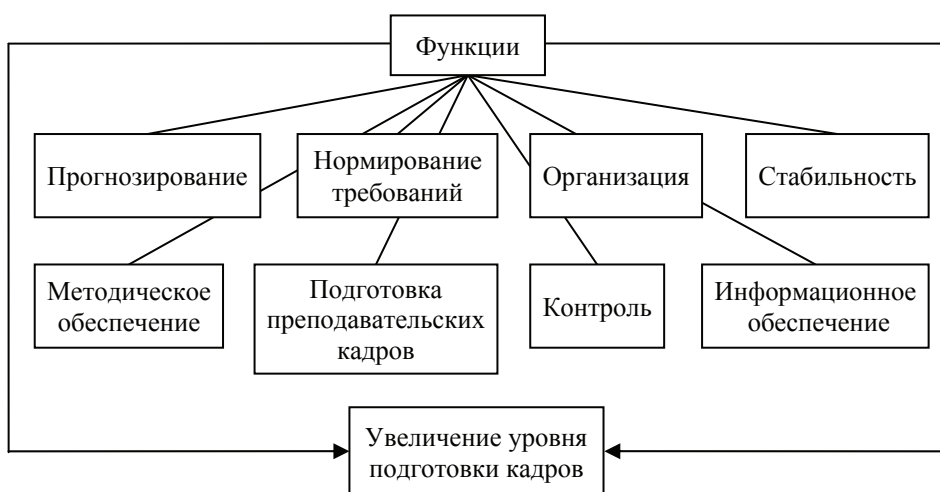 Функции
Прогнозирование
Нормирование
требований
Организация
Стабильность
Методическое
обеспечение
Подготовка
преподавательских
кадров
Контроль
Информационное
обеспечение
Увеличение уровня
подготовки кадров